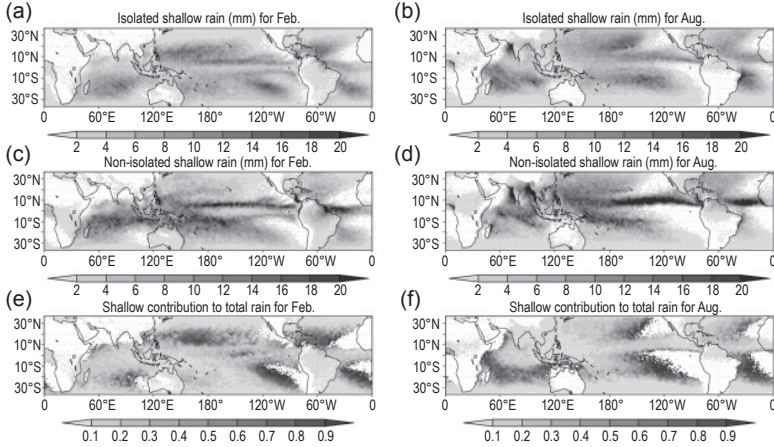 (a)
Isolated shallow rain (mm) for Feb.
30°N
10°N
10°S
30°S
0 60°E 120°E 180° 120°W 60°W 0
2 4 6 8 10 12 14 16 18 20
(b)
Isolated shallow rain (mm) for Aug.
30°N
10°N
10°S
30°S
0 60°E 120°E 180° 120°W 60°W 0
2 4 6 8 10 12 14 16 18 20
(c)
Non-isolated shallow rain (mm) for Feb.
30°N
10°N
10°S
30°S
0 60°E 120°E 180° 120°W 60°W 0
2 4 6 8 10 12 14 16 18 20
(d)
Non-isolated shallow rain (mm) for Aug.
30°N
10°N
10°S
30°S
0 60°E 120°E 180° 120°W 60°W 0
2 4 6 8 10 12 14 16 18 20
(e)
Shallow contribution to total rain for Feb.
30°N
10°N
10°S
30°S
0 60°E 120°E 180° 120°W 60°W 0
0.1 0.2 0.3 0.4 0.5 0.6 0.7 0.8 0.9
(f)
Shallow contribution to total rain for Aug.
30°N
10°N
10°S
30°S
0 60°E 120°E 180° 120°W 60°W 0
0.1 0.2 0.3 0.4 0.5 0.6 0.7 0.8 0.9